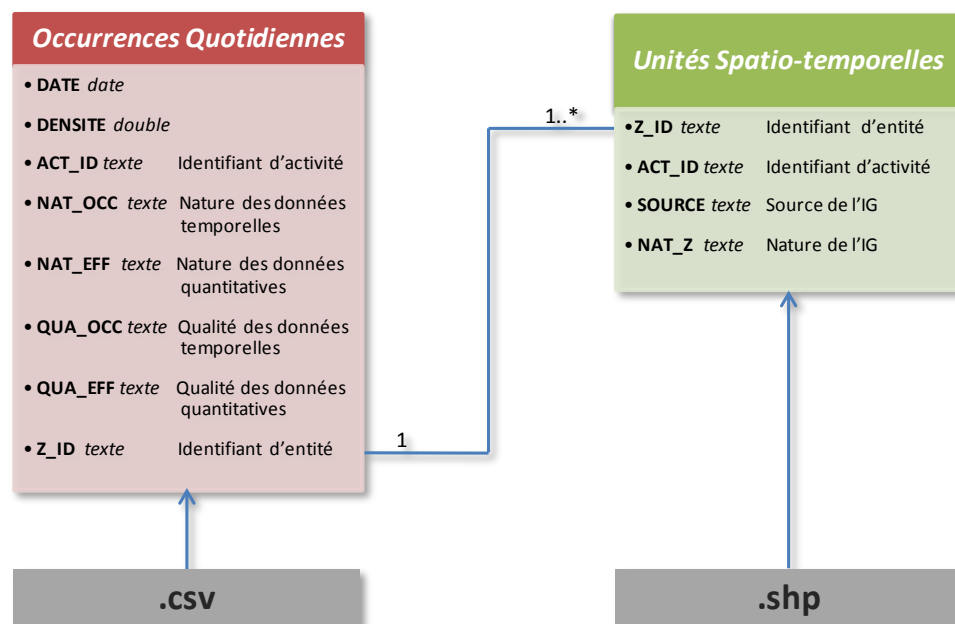 Occurrences Quotidiennes
• DATE date
• DENSITE double
• ACT_ID texte Identifiant d'activité
• NAT_OCC texte Nature des données
temporelles
• NAT_EFF texte Nature des données
quantitatives
• QUA_OCC texte Qualité des données
temporelles
• QUA_EFF texte Qualité des données
quantitatives
• Z_ID texte Identifiant d'entité
1
1..*
Unités Spatio-temporelles
•Z_ID texte Identifiant d'entité
• ACT_ID texte Identifiant d'activité
• SOURCE texte Source de l'IG
• NAT_Z texte Nature de l'IG
.csv
.shp